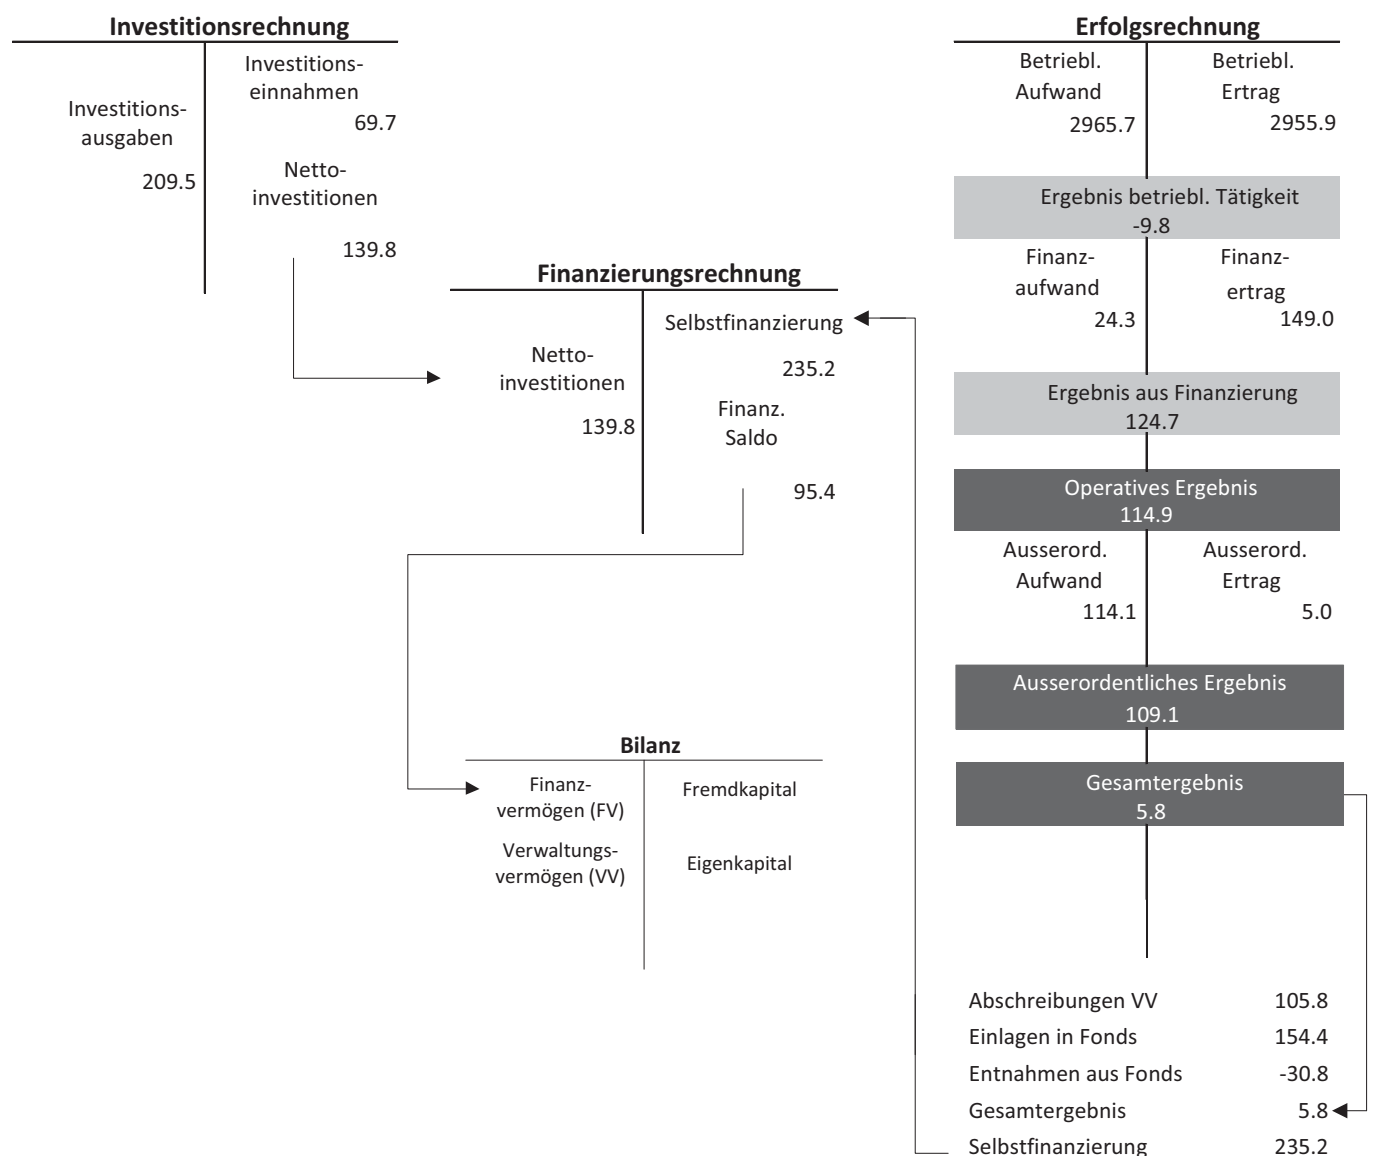 Investitionsrechnung
Investitions-
ausgaben
209.5
Investitions-
einnahmen
69.7
Netto-
investitionen
139.8
Finanzierungsrechnung
Netto-
investitionen
139.8
Selbstfinanzierung
235.2
Finanz.
Saldo
95.4
Bilanz
Finanz-
vermögen (FV)
Verwaltungs-
vermögen (VV)
Fremdkapital
Eigenkapital
Erfolgsrechnung
Betriebl.
Aufwand
2965.7
Betriebl.
Ertrag
2955.9
Ergebnis betriebl. Tätigkeit
-9.8
Finanz-
aufwand
24.3
Finanz-
ertrag
149.0
Ergebnis aus Finanzierung
124.7
Operatives Ergebnis
114.9
Ausserord.
Aufwand
114.1
Ausserord.
Ertrag
5.0
Ausserordentliches Ergebnis
109.1
Gesamtergebnis
5.8
Abschreibungen VV 105.8
Einlagen in Fonds 154.4
Entnahmen aus Fonds -30.8
Gesamtergebnis 5.8
Selbstfinanzierung 235.2